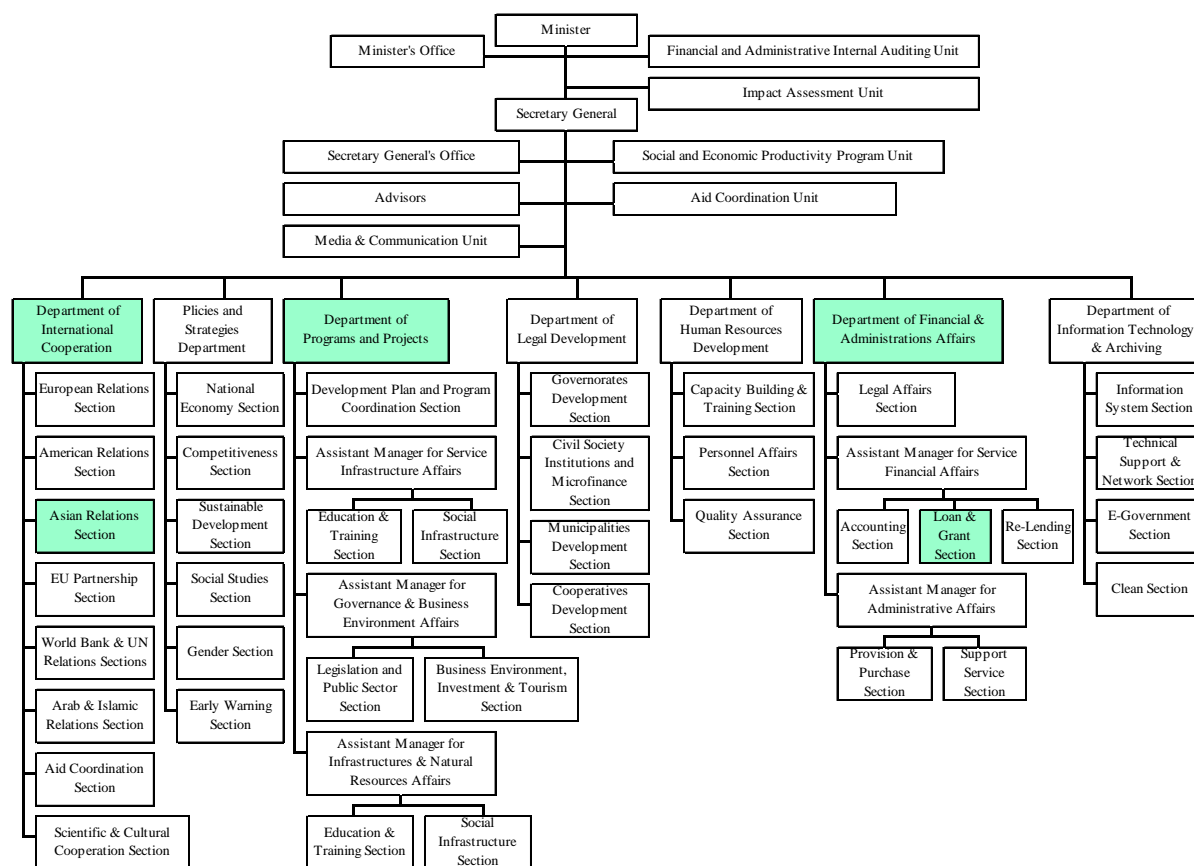 Minister
Minister's Office
Financial and Administrative Internal Auditing Unit
Impact Assessment Unit
Secretary General
Secretary General's Office
Social and Economic Productivity Program Unit
Advisors
Aid Coordination Unit
Media & Communication Unit
Department of
International
Cooperation
Plicies and
Strategies
Department
Department of
Programs and Projects
Department of
Legal Development
Department of
Human Resources
Development
Department of Financial &
Administrations Affairs
Department of
Information Technology
& Archiving
European Relations
Section
American Relations
Section
Asian Relations
Section
EU Partnership
Section
World Bank & UN
Relations Sections
Arab & Islamic
Relations Section
Aid Coordination
Section
Scientific & Cultural
Cooperation Section
National
Economy Section
Competitiveness
Section
Sustainable
Development
Section
Social Studies
Section
Gender Section
Early Warning
Section
Development Plan and Program
Coordination Section
Assistant Manager for Service
Infrastructure Affairs
Education &
Training
Section
Social
Infrastructure
Section
Assistant Manager for
Governance & Business
Environment Affairs
Legislation and
Public Sector
Section
Business Environment,
Investment & Tourism
Section
Assistant Manager for
Infrastructures & Natural
Resources Affairs
Education &
Training Section
Social
Infrastructure
Section
Governorates
Development
Section
Civil Society
Institutions and
Microfinance
Section
Municipalities
Development
Section
Cooperatives
Development
Section
Capacity Building &
Training Section
Personnel Affairs
Section
Quality Assurance
Section
Legal Affairs
Section
Assistant Manager for Service
Financial Affairs
Accounting
Section
Loan &
Grant Section
Re-Lending
Section
Assistant Manager for
Administrative Affairs
Provision &
Purchase
Section
Support
Service
Section
Information
System Section
Technical
Support &
Network Section
E-Government
Section
Clean Section